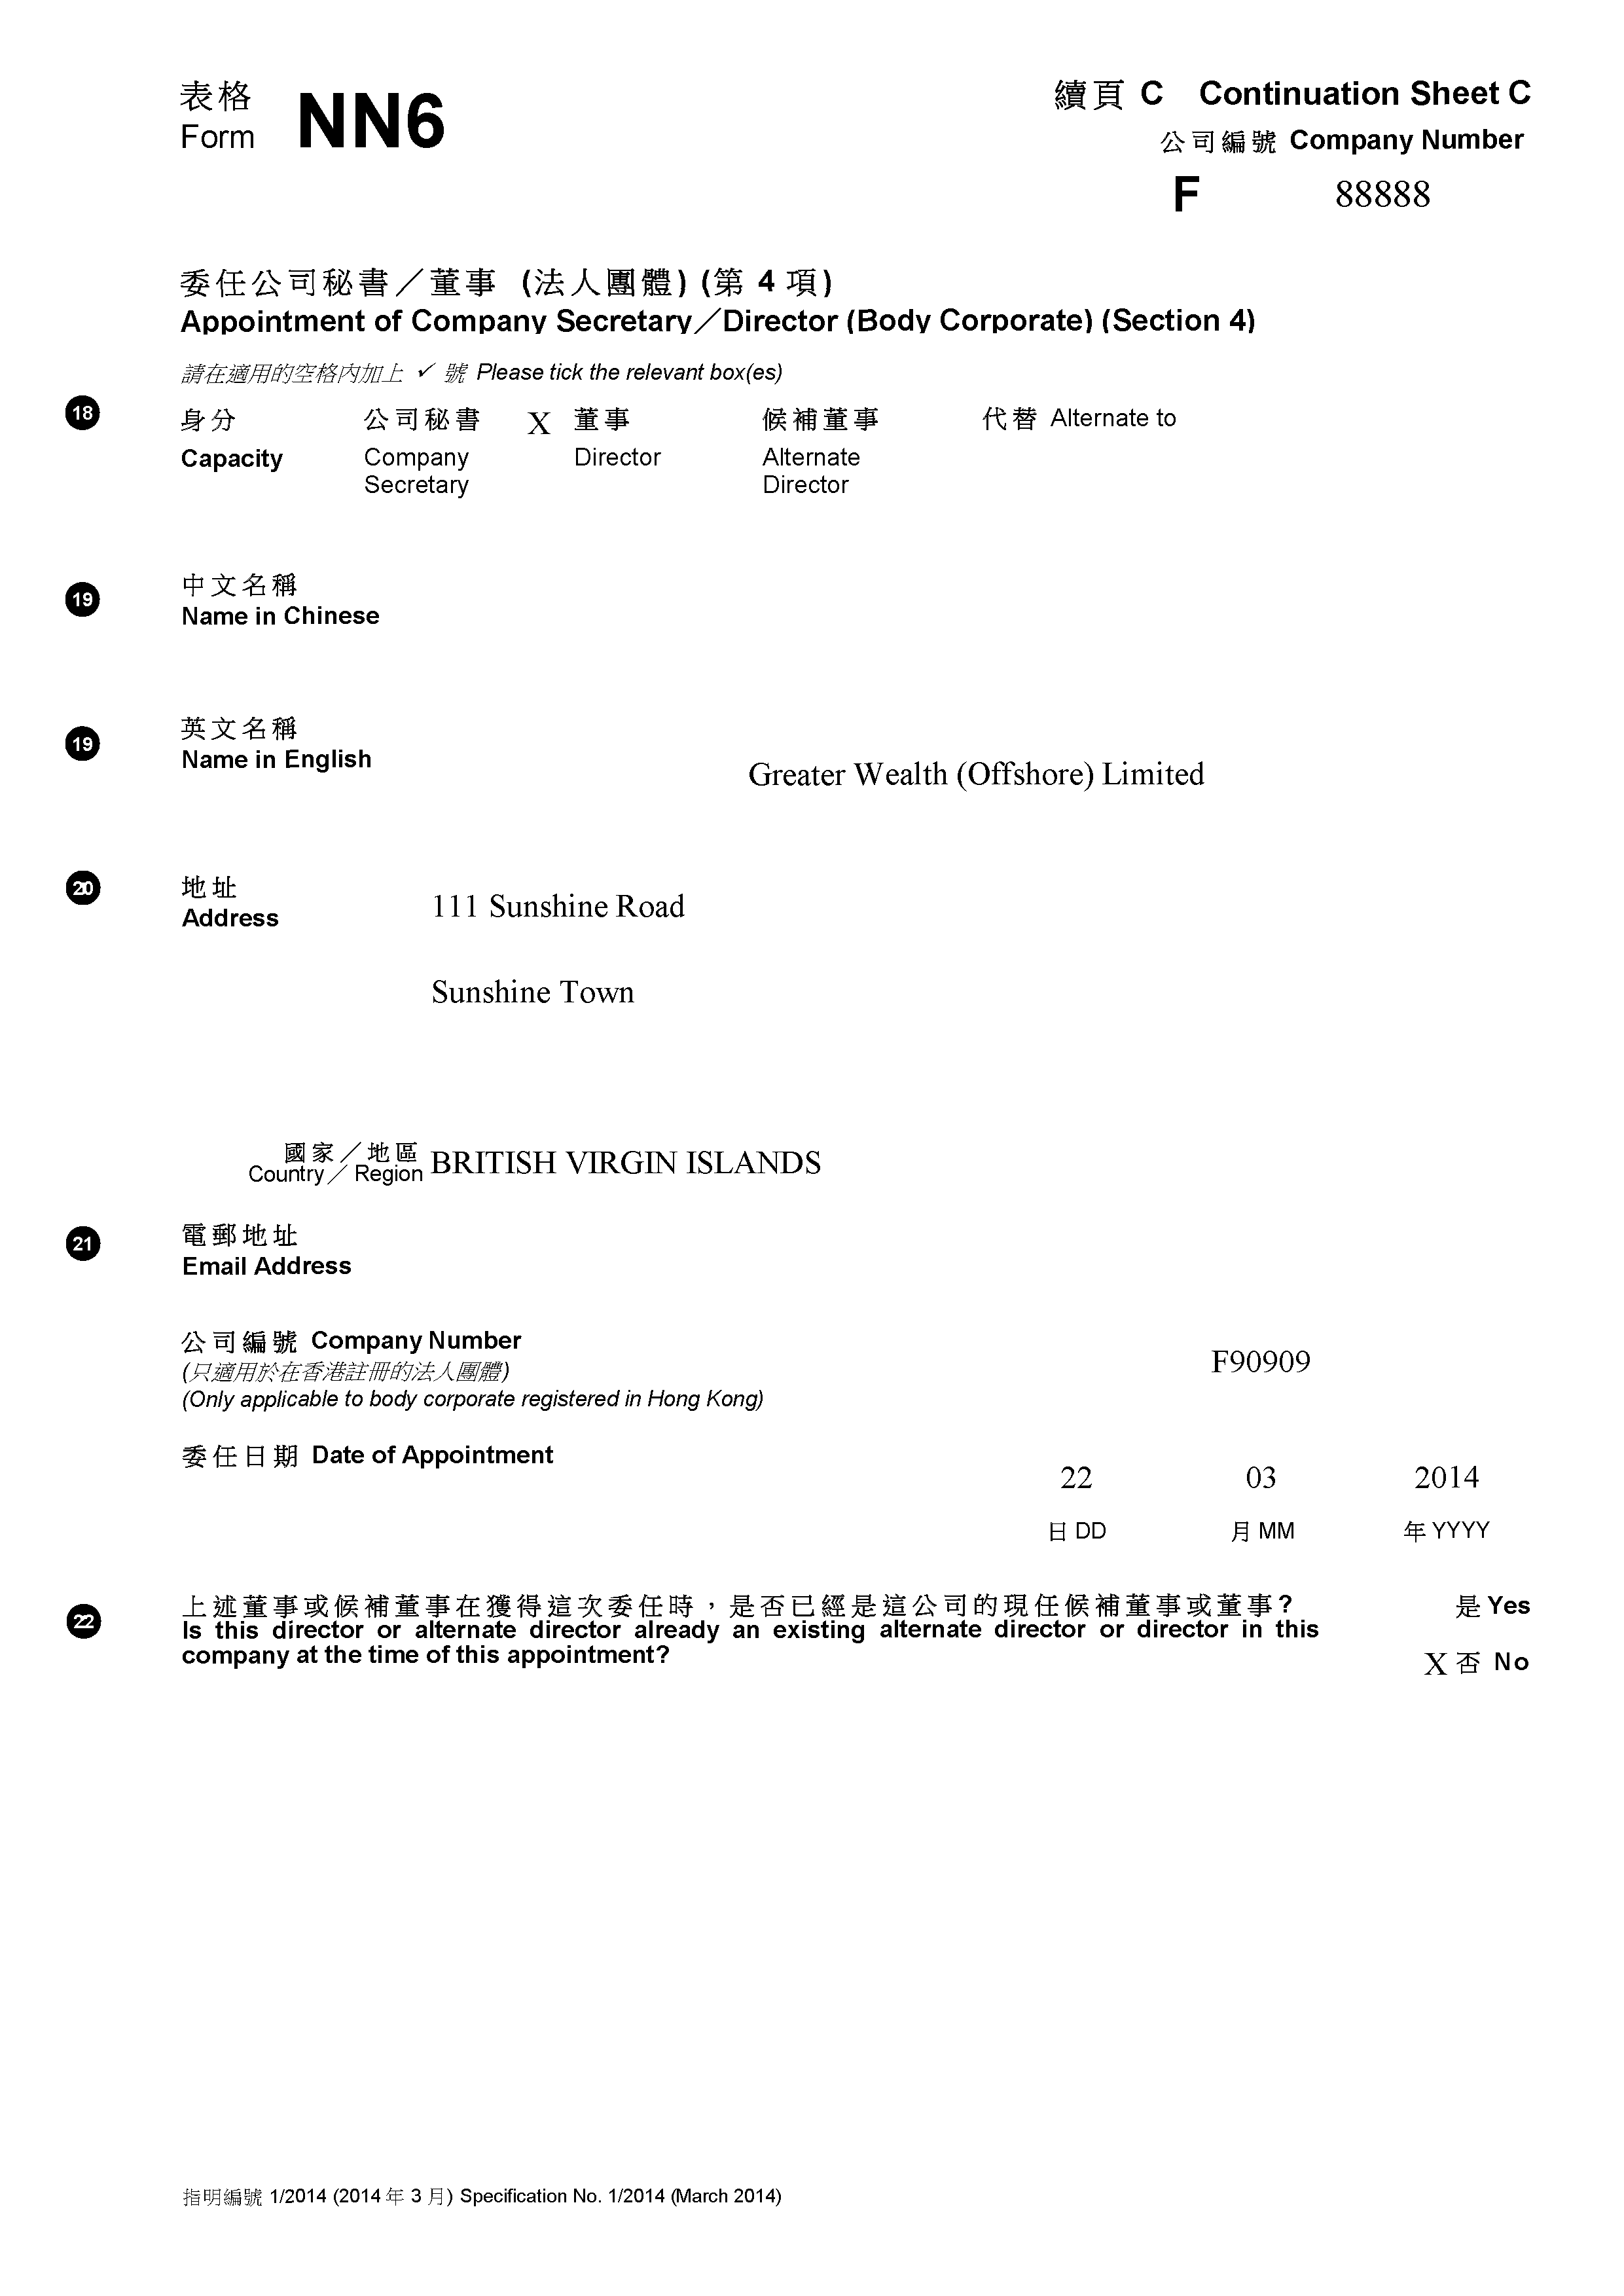 表格
Form NN6
續頁 C Continuation Sheet C
公司編號 Company Number
F 88888
委任公司秘書／董事 (法人團體) (第 4 項)
Appointment of Company Secretary／Director (Body Corporate) (Section 4)
請在適用的空格內加上 ✓ 號 Please tick the relevant box(es)
18 身分 公司秘書 X 董事 候補董事 代替 Alternate to
Capacity Company Director Alternate
Secretary Director
19 中文名稱
Name in Chinese
19 英文名稱
Name in English
Greater Wealth (Offshore) Limited
20 地址
Address
111 Sunshine Road
Sunshine Town
國家／地區
Country／Region BRITISH VIRGIN ISLANDS
21 電郵地址
Email Address
公司編號 Company Number
(只適用於在香港註冊的法人團體)
F90909
(Only applicable to body corporate registered in Hong Kong)
委任日期 Date of Appointment
22 03 2014
日 DD 月 MM 年 YYYY
22 上述董事或候補董事在獲得這次委任時，是否已經是這公司的現任候補董事或董事? 是 Yes
Is this director or alternate director already an existing alternate director or director in this
company at the time of this appointment? X 否 No
指明編號 1/2014 (2014 年 3 月) Specification No. 1/2014 (March 2014)